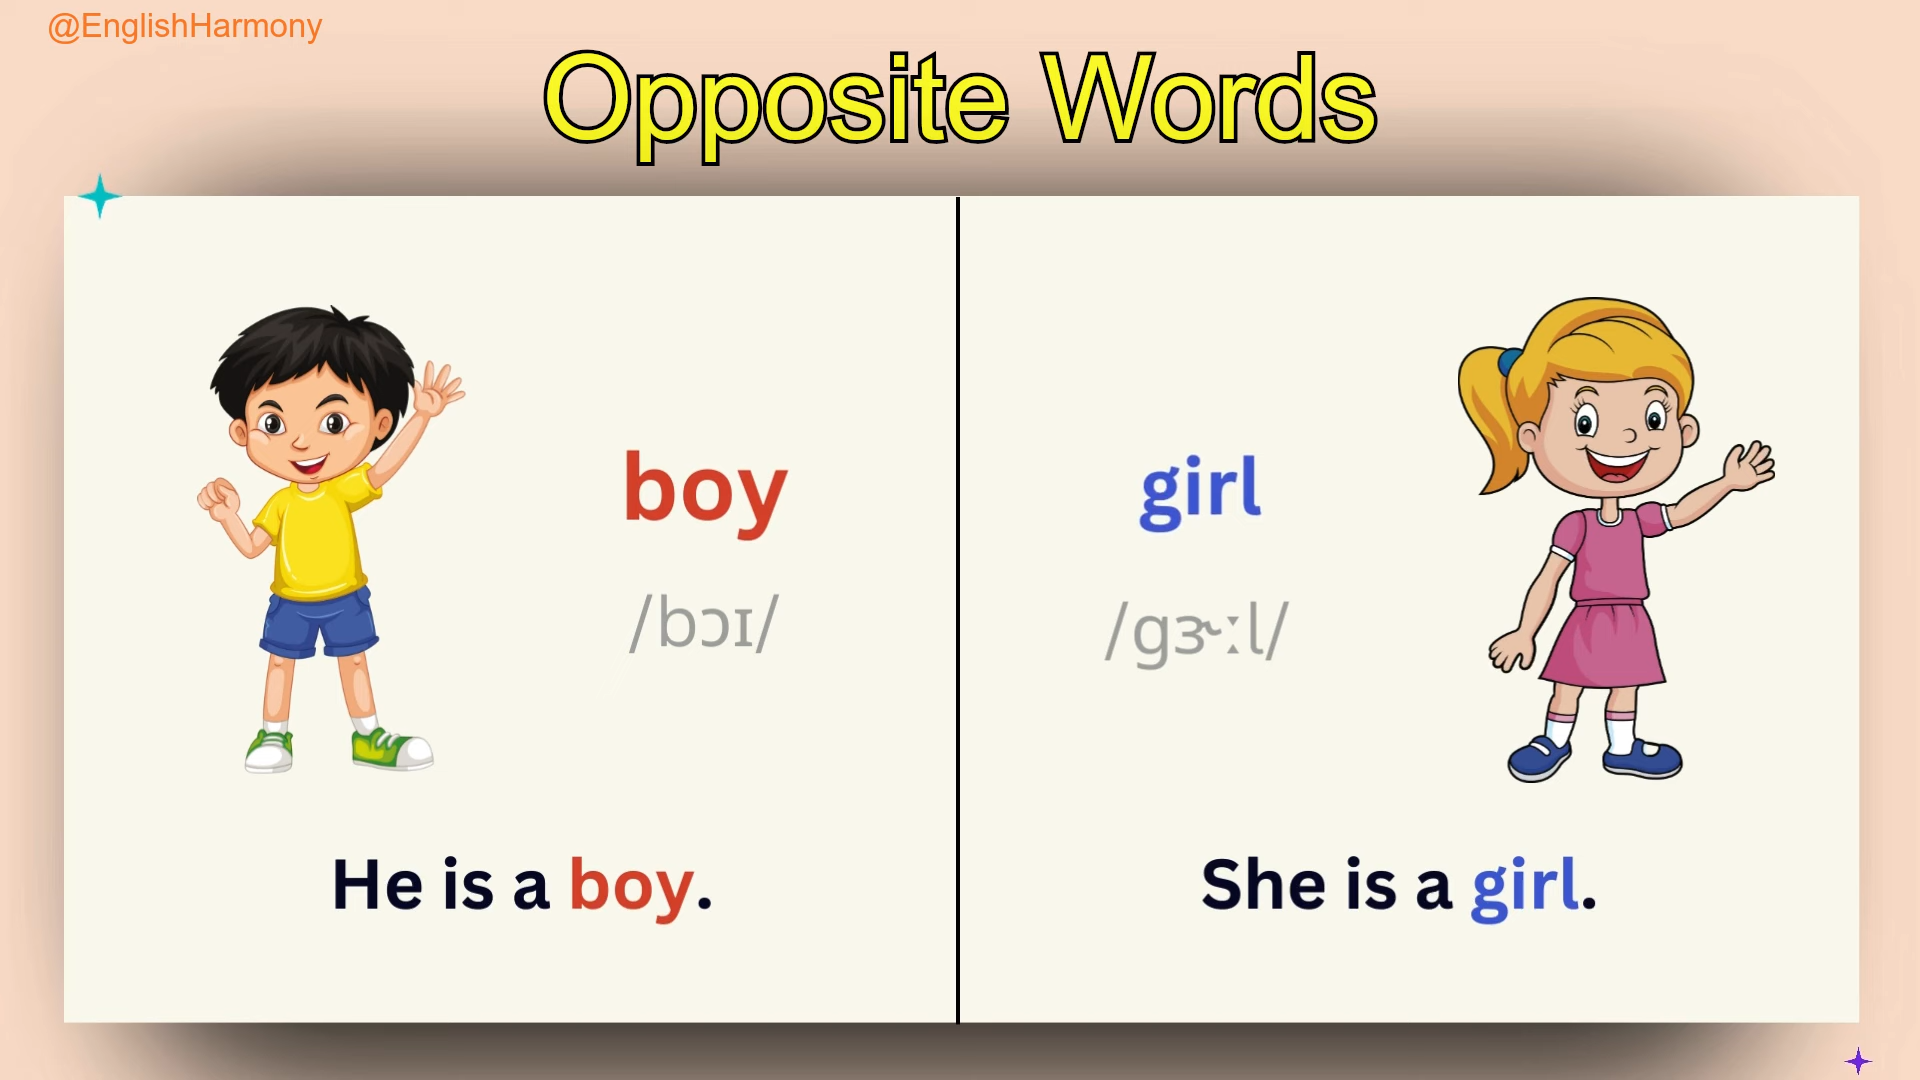 @EnglishHarmony
Opposite Words
boy
/bɔɪ/
He is a boy.
girl
/gɝːl/
She is a girl.